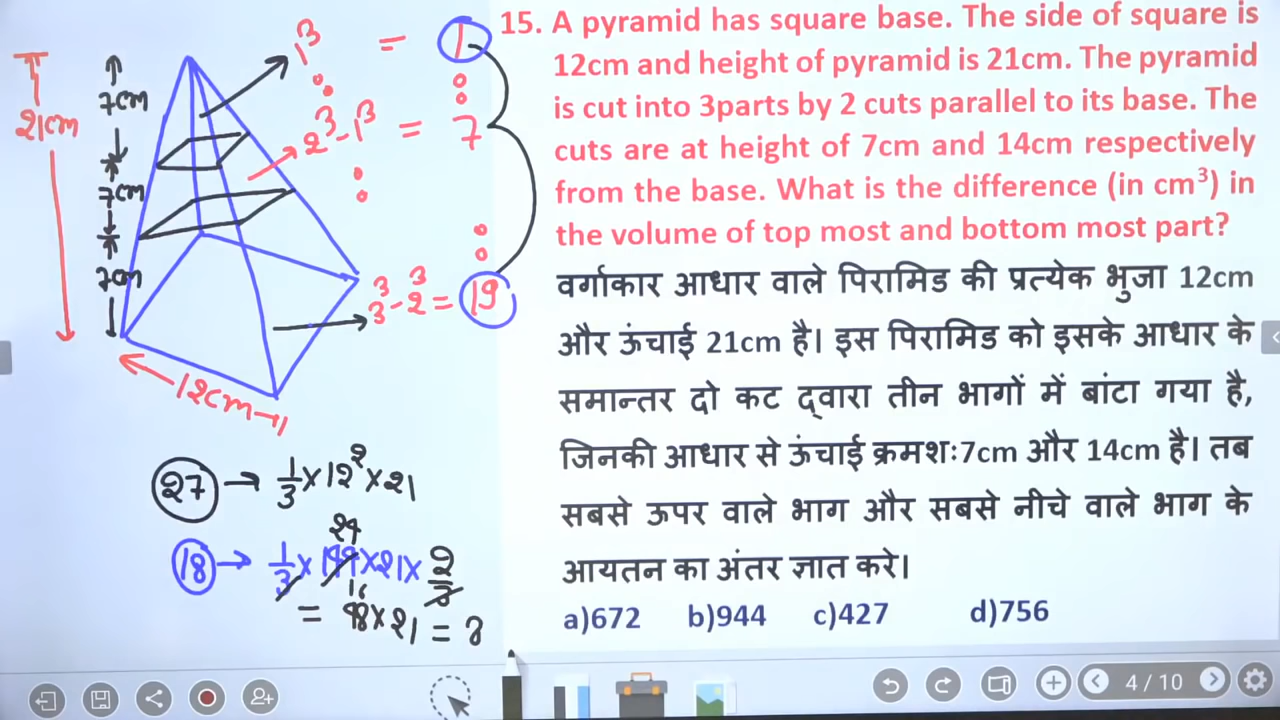 15. A pyramid has square base. The side of square is
12cm and height of pyramid is 21cm. The pyramid
is cut into 3parts by 2 cuts parallel to its base. The
cuts are at height of 7cm and 14cm respectively
from the base. What is the difference (in cm³) in
the volume of top most and bottom most part?
वर्गाकार आधार वाले पिरामिड की प्रत्येक भुजा 12cm
और ऊंचाई 21cm है। इस पिरामिड को इसके आधार के
समान्तर दो कट द्वारा तीन भागों में बांटा गया है,
जिनकी आधार से ऊंचाई क्रमशः7cm और 14cm है। तब
सबसे ऊपर वाले भाग और सबसे नीचे वाले भाग के
आयतन का अंतर ज्ञात करे।
a)672 b)944 c)427 d)756
21cm
7cm
7cm
7cm
12cm
1³ = 1
:
2³-1³ = 7
:
3³-2³ = 19
27 → 1/3 × 12² × 21
18 → 1/3 × 144 × 21 × 2/3
= × 21 =
4 / 10